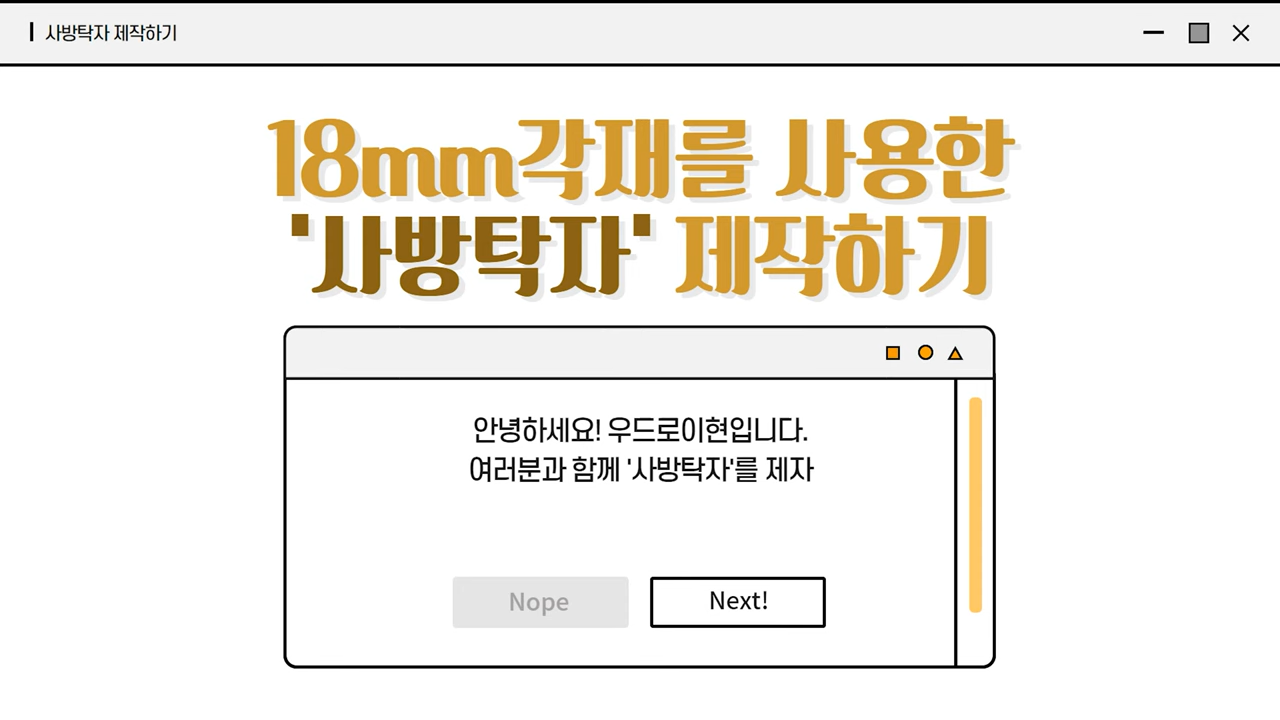 사방탁자 제작하기
18mm각재를 사용한
'사방탁자' 제작하기
안녕하세요! 우드로이현입니다.
여러분과 함께 '사방탁자'를 제자
Nope
Next!